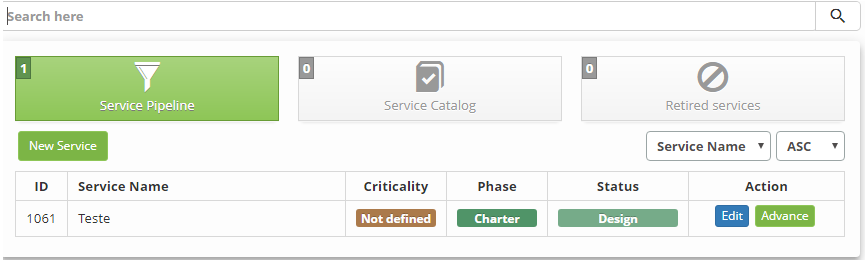 Search here
1
Service Pipeline
0
Service Catalog
0
Retired services
New Service
Service Name ASC
ID Service Name Criticality Phase Status Action
1061 Teste Not defined Charter Design Edit Advance